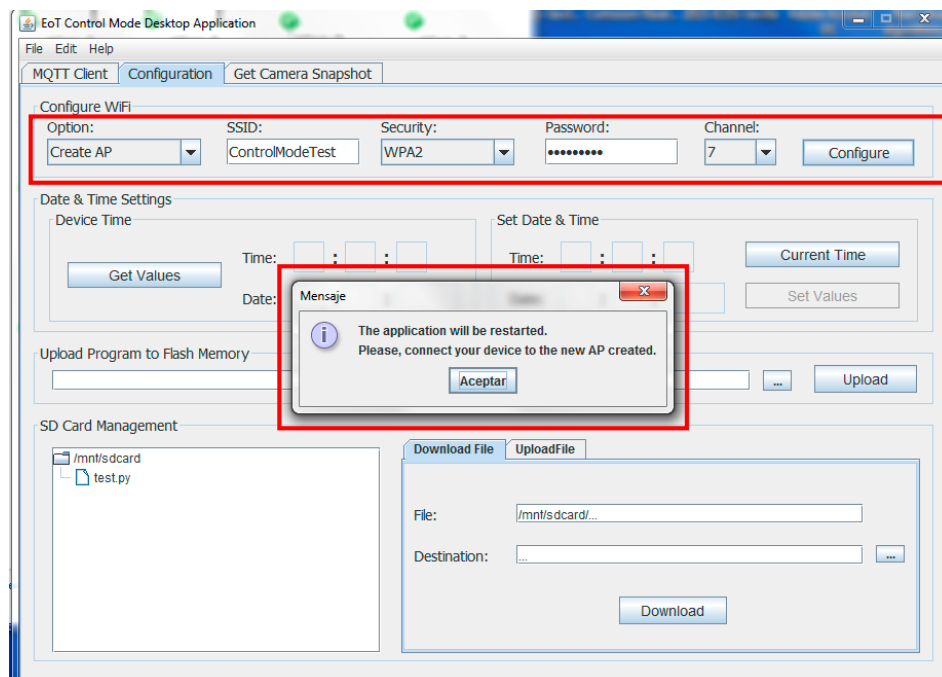 EoT Control Mode Desktop Application
File Edit Help
MQTT Client Configuration Get Camera Snapshot
Configure WiFi
Option: SSID: Security: Password: Channel:
Create AP ControlModeTest WPA2 ••••••••• 7 Configure
Date & Time Settings
Device Time Set Date & Time
Time: : : Time: : : Current Time
Get Values
Date: : Set Values
Mensaje
The application will be restarted.
Please, connect your device to the new AP created.
Aceptar
Upload Program to Flash Memory
... Upload
SD Card Management
/mnt/sdcard
test.py
Download File UploadFile
File: /mnt/sdcard/...
Destination: ... ...
Download